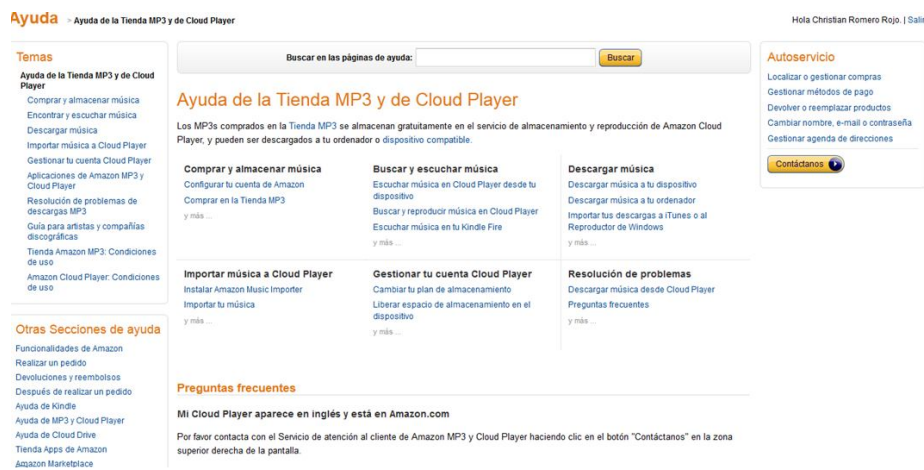 Ayuda > Ayuda de la Tienda MP3 y de Cloud Player
Hola Christian Romero Rojo. | Salir
Temas
Ayuda de la Tienda MP3 y de Cloud
Player
Comprar y almacenar música
Encontrar y escuchar música
Descargar música
Importar música a Cloud Player
Gestionar tu cuenta Cloud Player
Aplicaciones de Amazon MP3 y
Cloud Player
Resolución de problemas de
descargas MP3
Guía para artistas y compañías
discográficas
Tienda Amazon MP3: Condiciones
de uso
Amazon Cloud Player: Condiciones
de uso
Otras Secciones de ayuda
Funcionalidades de Amazon
Realizar un pedido
Devoluciones y reembolsos
Después de realizar un pedido
Ayuda de Kindle
Ayuda de MP3 y Cloud Player
Ayuda de Cloud Drive
Tienda Apps de Amazon
Amazon Marketplace
Buscar en las páginas de ayuda:
Buscar
Ayuda de la Tienda MP3 y de Cloud Player
Los MP3s comprados en la Tienda MP3 se almacenan gratuitamente en el servicio de almacenamiento y reproducción de Amazon Cloud
Player, y pueden ser descargados a tu ordenador o dispositivo compatible.
Comprar y almacenar música
Configurar tu cuenta de Amazon
Comprar en la Tienda MP3
y más ...
Buscar y escuchar música
Escuchar música en Cloud Player desde tu
dispositivo
Buscar y reproducir música en Cloud Player
Escuchar música en tu Kindle Fire
y más ...
Descargar música
Descargar música a tu dispositivo
Descargar música a tu ordenador
Importar tus descargas a iTunes o al
Reproductor de Windows
y más ...
Importar música a Cloud Player
Instalar Amazon Music Importer
Importar tu música
y más ...
Gestionar tu cuenta Cloud Player
Cambiar tu plan de almacenamiento
Liberar espacio de almacenamiento en el
dispositivo
y más ...
Resolución de problemas
Descargar música desde Cloud Player
Preguntas frecuentes
y más ...
Preguntas frecuentes
Mi Cloud Player aparece en inglés y está en Amazon.com
Por favor contacta con el Servicio de atención al cliente de Amazon MP3 y Cloud Player haciendo clic en el botón "Contáctanos" en la zona
superior derecha de la pantalla.
Autoservicio
Localizar o gestionar compras
Gestionar métodos de pago
Devolver o reemplazar productos
Cambiar nombre, e-mail o contraseña
Gestionar agenda de direcciones
Contáctanos